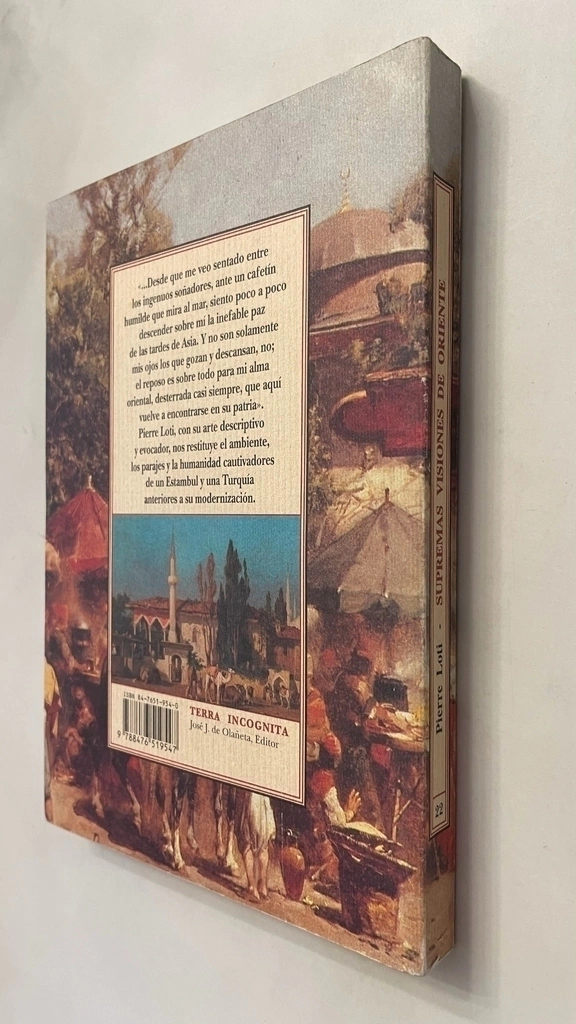 «...Desde que me veo sentado entre
los ingenuos soñadores, ante un cafetín
humilde que mira al mar, siento poco a poco
descender sobre mí la inefable paz
de las tardes de Asia. Y no son solamente
mis ojos los que gozan y descansan, no;
el reposo es sobre todo para mi alma
oriental, desterrada casi siempre, que aquí
vuelve a encontrarse en su patria».
Pierre Loti, con su arte descriptivo
y evocador, nos restituye el ambiente,
los parajes y la humanidad cautivadores
de un Estambul y una Turquía
anteriores a su modernización.
ISBN 84-7651-954-0
9 788476 519547
TERRA INCOGNITA
José J. de Olañeta, Editor
Pierre Loti - SUPREMAS VISIONES DE ORIENTE
22